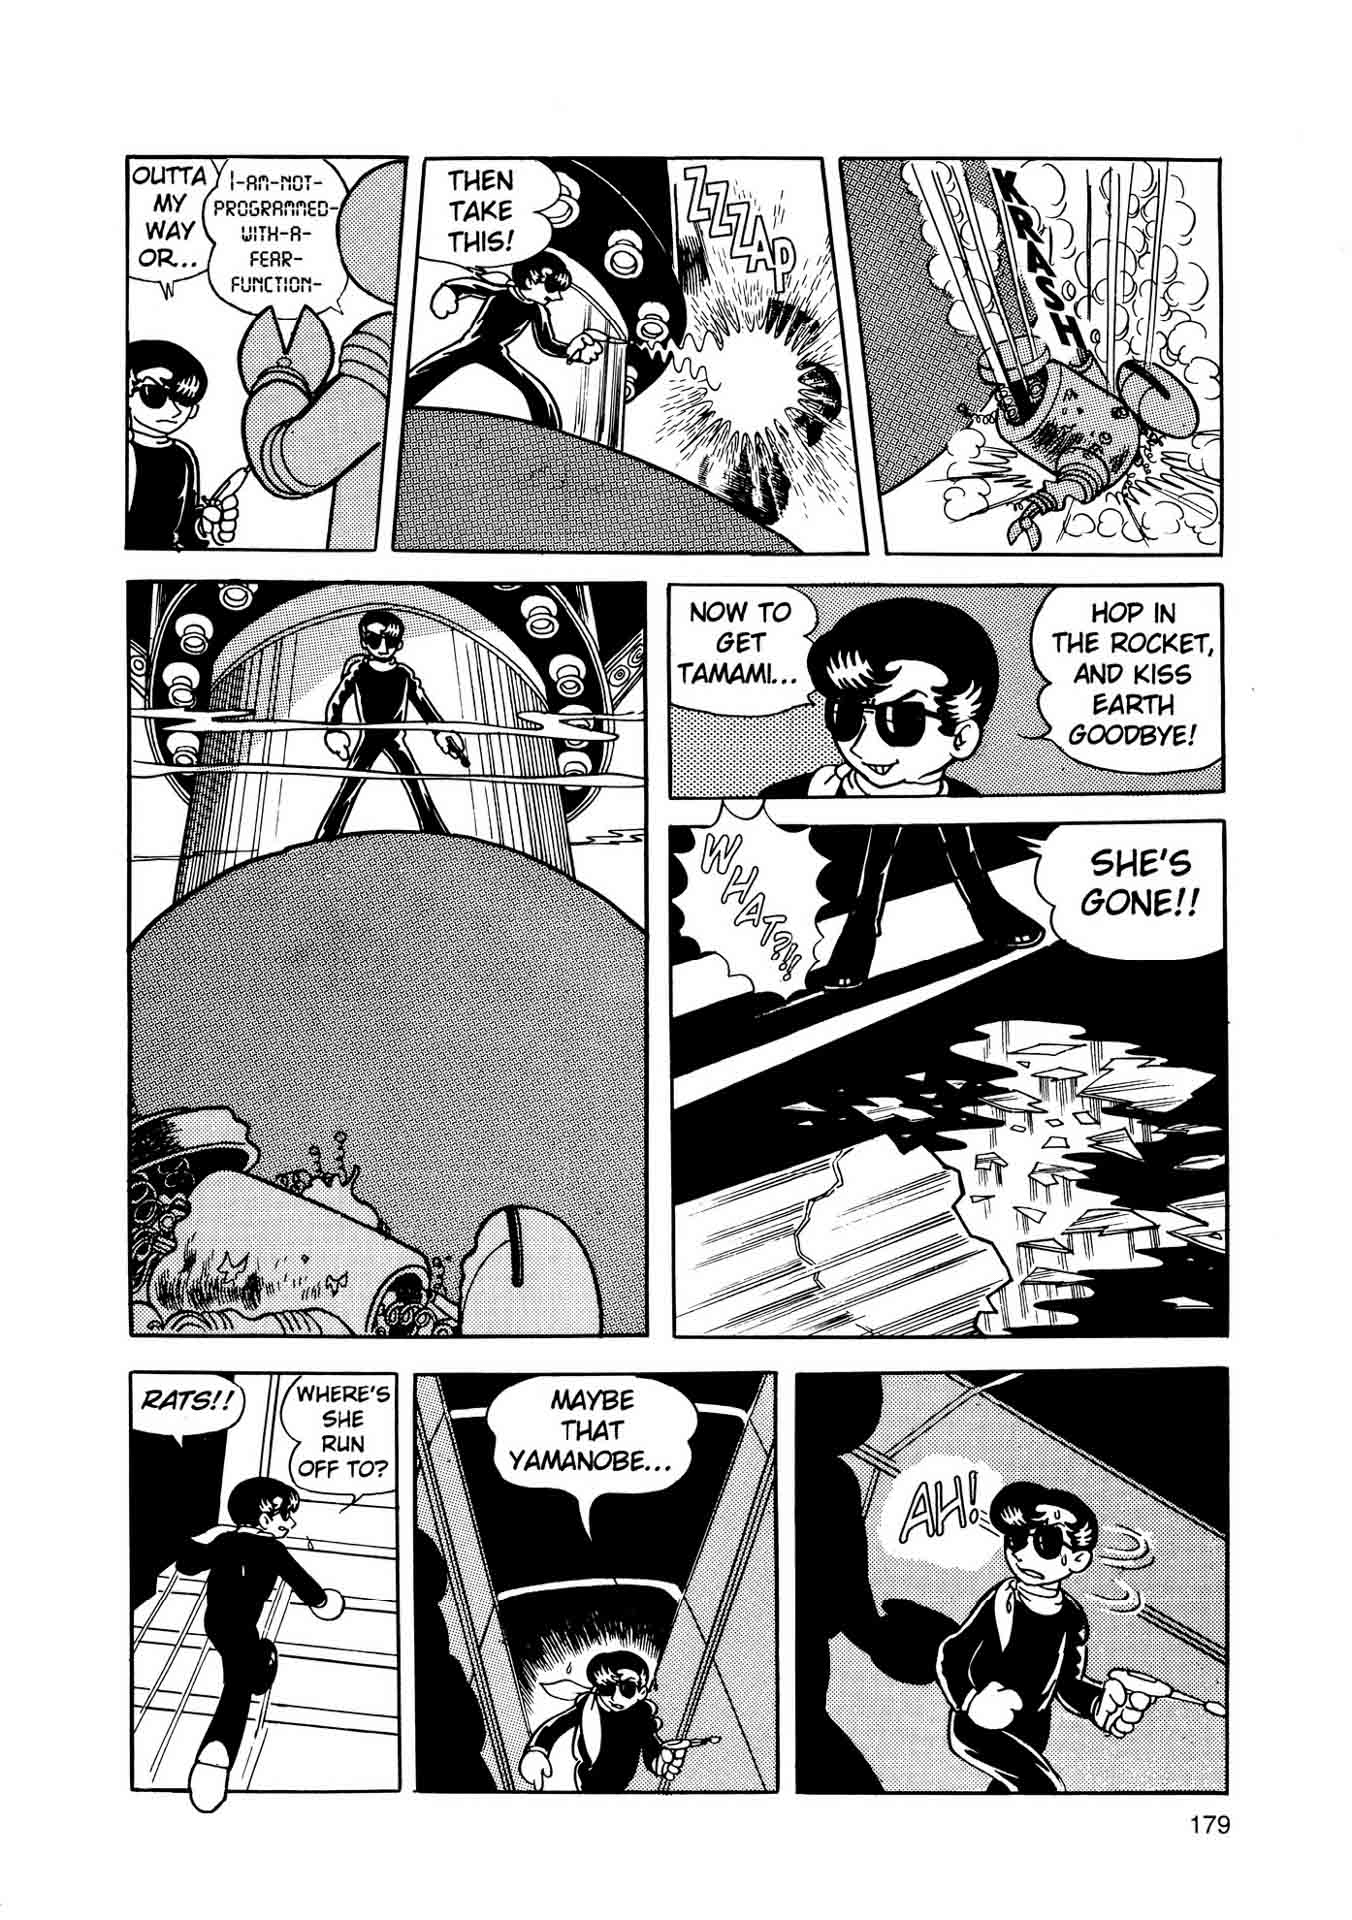 OUTTA
MY
WAY
OR...
I-AM-NOT-
PROGRAMMED-
WITH-A-
FEAR-
FUNCTION-
THEN
TAKE
THIS!
ZZZZAP
KRASH
NOW TO
GET
TAMAMI...
HOP IN
THE ROCKET,
AND KISS
EARTH
GOODBYE!
WHAT?!!
SHE'S
GONE!!
RATS!!
WHERE'S
SHE
RUN
OFF TO?
MAYBE
THAT
YAMANOBE...
AH!
179